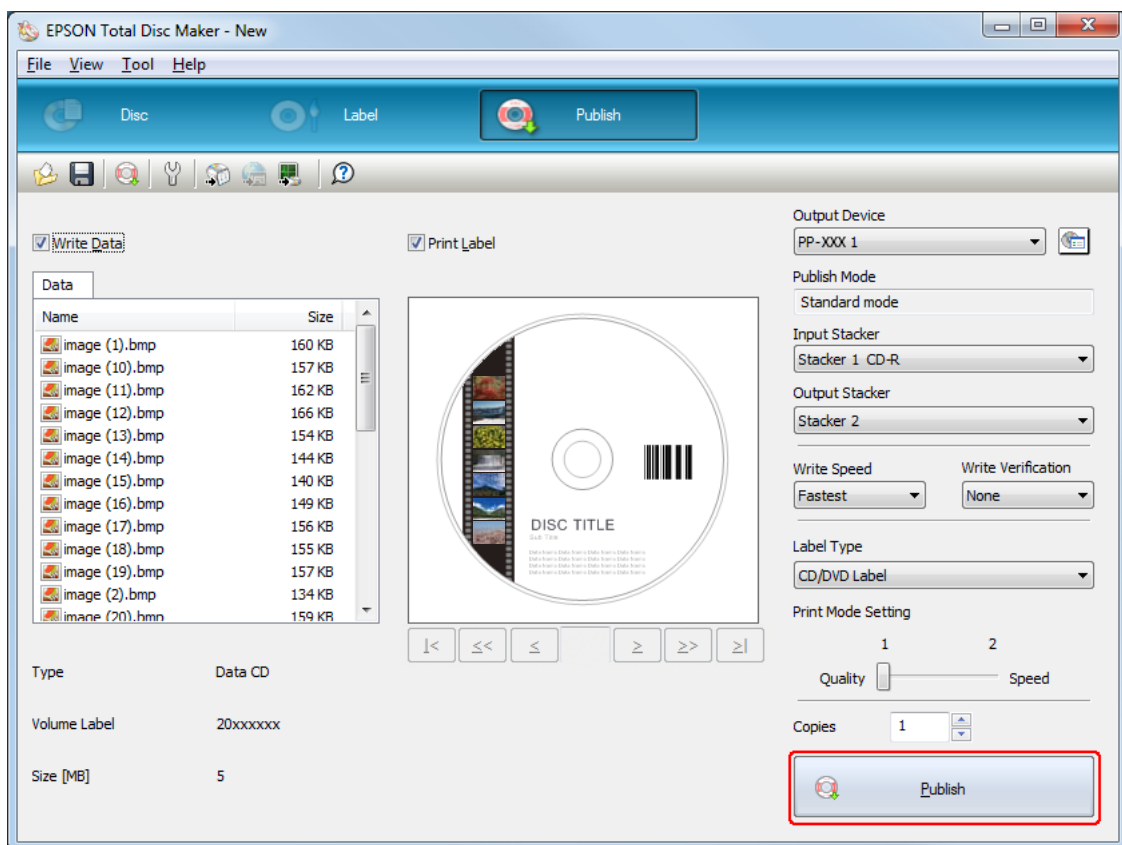 EPSON Total Disc Maker - New
File View Tool Help
Disc
Label
Publish
Write Data
Print Label
Data
Name Size
image (1).bmp 160 KB
image (10).bmp 157 KB
image (11).bmp 162 KB
image (12).bmp 166 KB
image (13).bmp 154 KB
image (14).bmp 144 KB
image (15).bmp 140 KB
image (16).bmp 149 KB
image (17).bmp 156 KB
image (18).bmp 155 KB
image (19).bmp 157 KB
image (2).bmp 134 KB
image (20).bmp 159 KB
Type Data CD
Volume Label 20xxxxxx
Size [MB] 5
DISC TITLE
Sub Title
|< << < > >> >|
Output Device
PP-XXX 1
Publish Mode
Standard mode
Input Stacker
Stacker 1 CD-R
Output Stacker
Stacker 2
Write Speed Write Verification
Fastest None
Label Type
CD/DVD Label
Print Mode Setting
1 2
Quality Speed
Copies 1
Publish